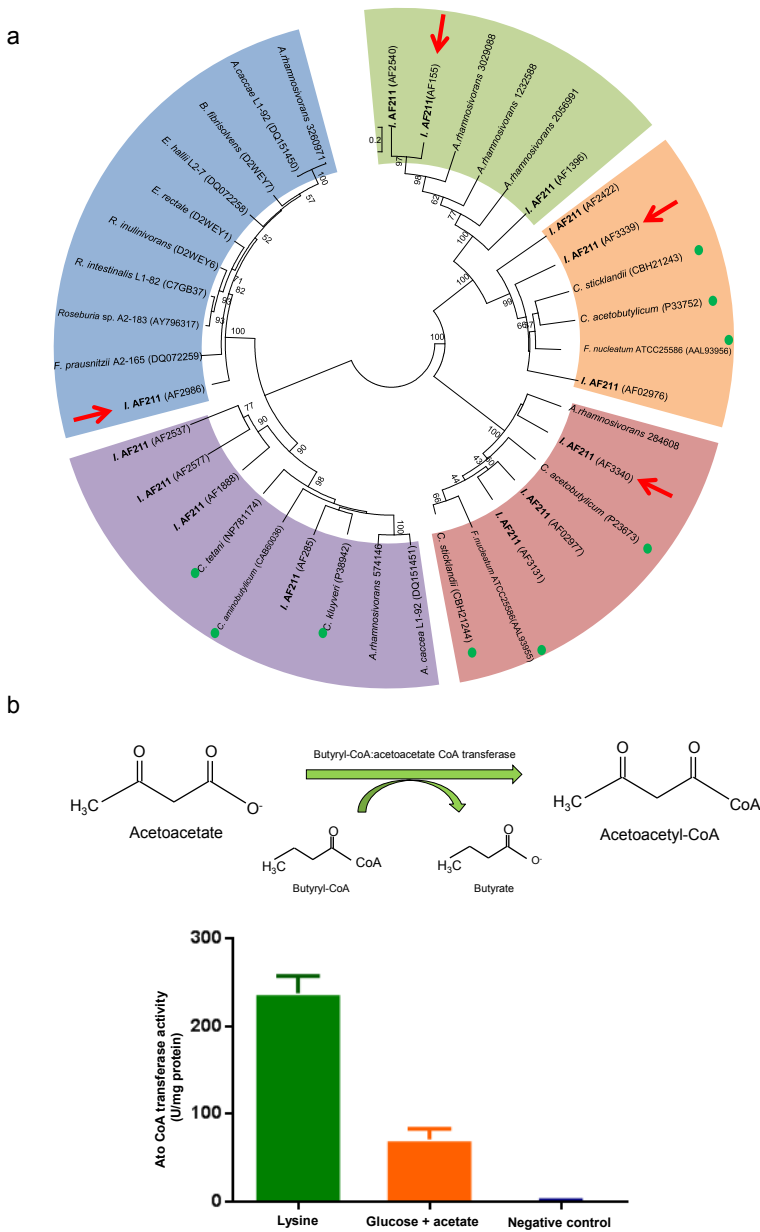 a
I. AF211 (AF2540)
I. AF211(AF155)
A.rhamnosivorans 3029088
A.rhamnosivorans 1232588
A.rhamnosivorans 2056991
I. AF211 (AF1396)
I. AF211 (AF2422)
I. AF211 (AF3339)
C. sticklandii (CBH21243)
C. acetobutylicum (P33752)
F. nucleatum ATCC25586 (AAL93956)
I. AF211 (AF02976)
A.rhamnosivorans 284608
I. AF211 (AF3340)
C. acetobutylicum (P23673)
I. AF211 (AF02977)
I. AF211 (AF3131)
F. nucleatum ATCC25586(AAL93955)
C. sticklandii (CBH21244)
A. caccea L1-92 (DQ151451)
A.rhamnosivorans 574146
C. kluyveri (P38942)
I. AF211 (AF285)
C. aminobutylicum (CAB60036)
C. tetani (NP781174)
I. AF211 (AF1888)
I. AF211 (AF2577)
I. AF211 (AF2537)
I. AF211 (AF2986)
F. prausnitzii A2-165 (DQ072259)
Roseburia sp. A2-183 (AY796317)
R. intestinalis L1-82 (C7GB37)
R. inulinivorans (D2WEY6)
E. rectale (D2WEY1)
E. hallii L2-7 (DQ072258)
B. fibrisolvens (D2WEY7)
A.caccae L1-92 (DQ151450)
A.rhamnosivorans 3260971
0.2
97
98
62
77
100
100
99
66
100
100
43
44
66
100
98
90
90
77
100
93
93
82
71
52
57
100
b
O O
H3C O-
Acetoacetate
Butyryl-CoA:acetoacetate CoA transferase
O
H3C CoA
Butyryl-CoA
O
H3C O-
Butyrate
O O
H3C CoA
Acetoacetyl-CoA
Ato CoA transferase activity
(U/mg protein)
300
200
100
0
Lysine Glucose + acetate Negative control